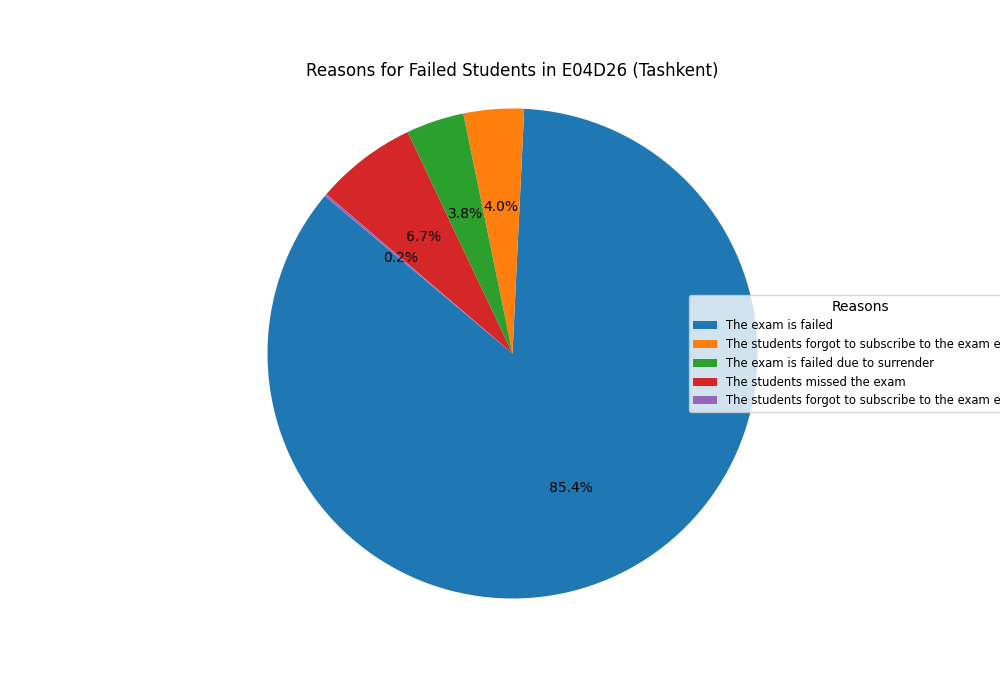 Reasons for Failed Students in E04D26 (Tashkent)
4.0%
3.8%
6.7%
0.2%
85.4%
Reasons
The exam is failed
The students forgot to subscribe to the exam
The exam is failed due to surrender
The students missed the exam
The students forgot to subscribe to the exam